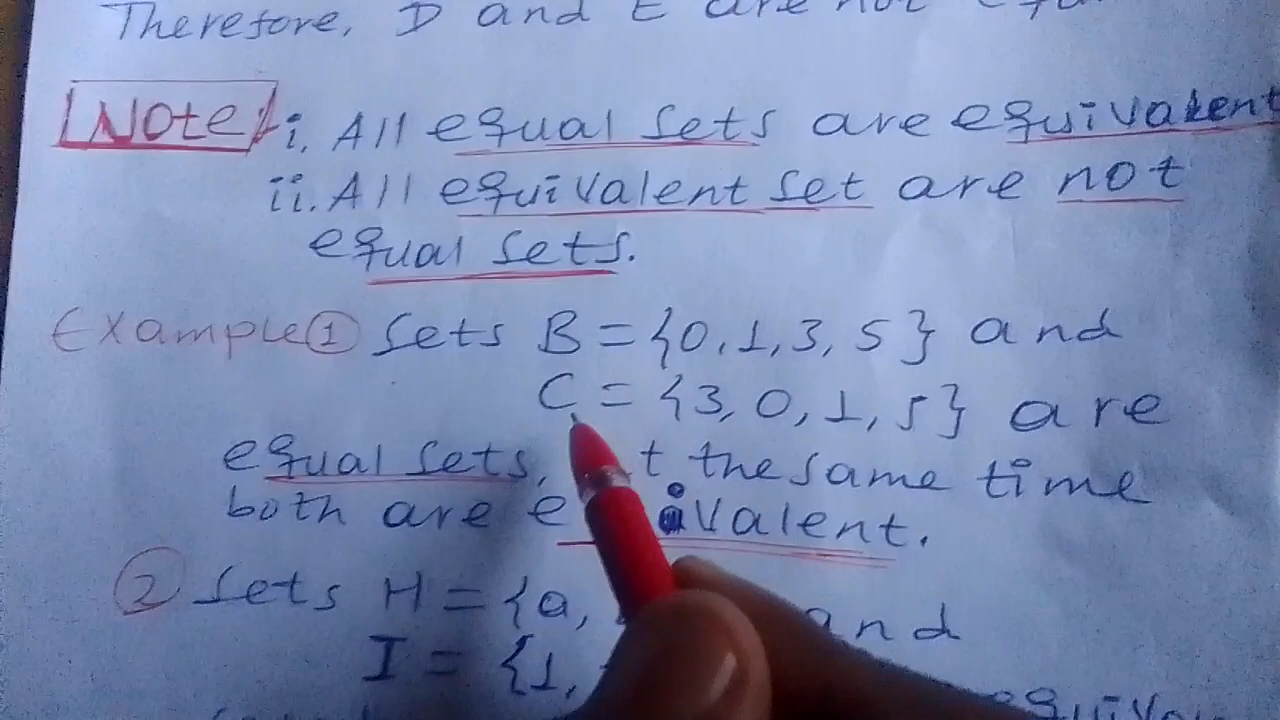 Therefore, D and E are not
Note i. All equal sets are equivalent
ii. All equivalent set are not
equal sets.
Example ① Sets B = {0, 1, 3, 5} and
C = {3, 0, 1, 5} are
equal sets, t the same time
both are e ivalent.
② Sets H = {a, and
I = {1,